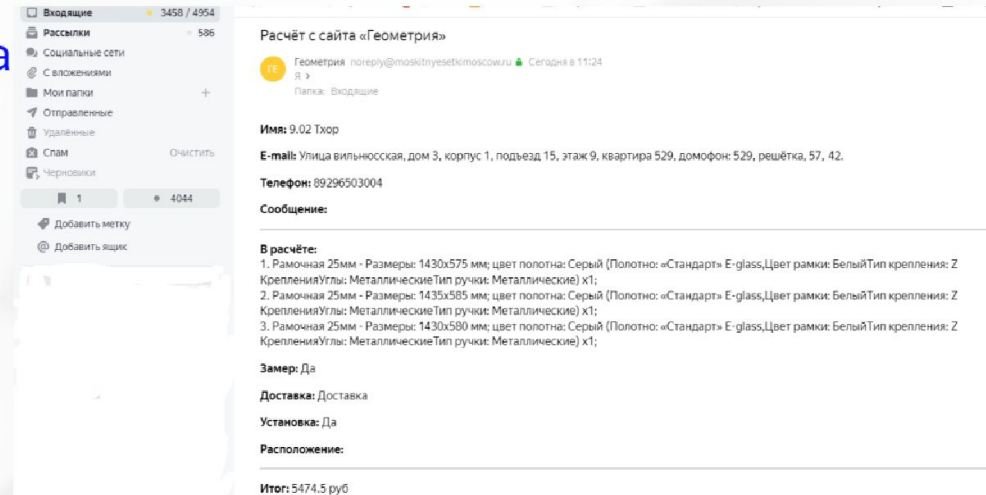 а
Входящие 3458 / 4954
Рассылки 586
Социальные сети
С вложениями
Мои папки +
Отправленные
Удалённые
Спам Очистить
Черновики
1 4044
Добавить метку
Добавить ящик
Расчёт с сайта «Геометрия»
ГЕ
Геометрия noreply@moskitnyesetkimoscow.ru Сегодня в 11:24
Я >
Папка: Входящие
Имя: 9.02 Тхор
E-mail: Улица вильнюсская, дом 3, корпус 1, подъезд 15, этаж 9, квартира 529, домофон: 529, решётка, 57, 42.
Телефон: 89296503004
Сообщение:
В расчёте:
1. Рамочная 25мм - Размеры: 1430x575 мм; цвет полотна: Серый (Полотно: «Стандарт» E-glass,Цвет рамки: БелыйТип крепления: Z
КрепленияУглы: МеталлическиеТип ручки: Металлические) x1;
2. Рамочная 25мм - Размеры: 1435x585 мм; цвет полотна: Серый (Полотно: «Стандарт» E-glass,Цвет рамки: БелыйТип крепления: Z
КрепленияУглы: МеталлическиеТип ручки: Металлические) x1;
3. Рамочная 25мм - Размеры: 1430x580 мм; цвет полотна: Серый (Полотно: «Стандарт» E-glass,Цвет рамки: БелыйТип крепления: Z
КрепленияУглы: МеталлическиеТип ручки: Металлические) x1;
Замер: Да
Доставка: Доставка
Установка: Да
Расположение:
Итог: 5474.5 руб